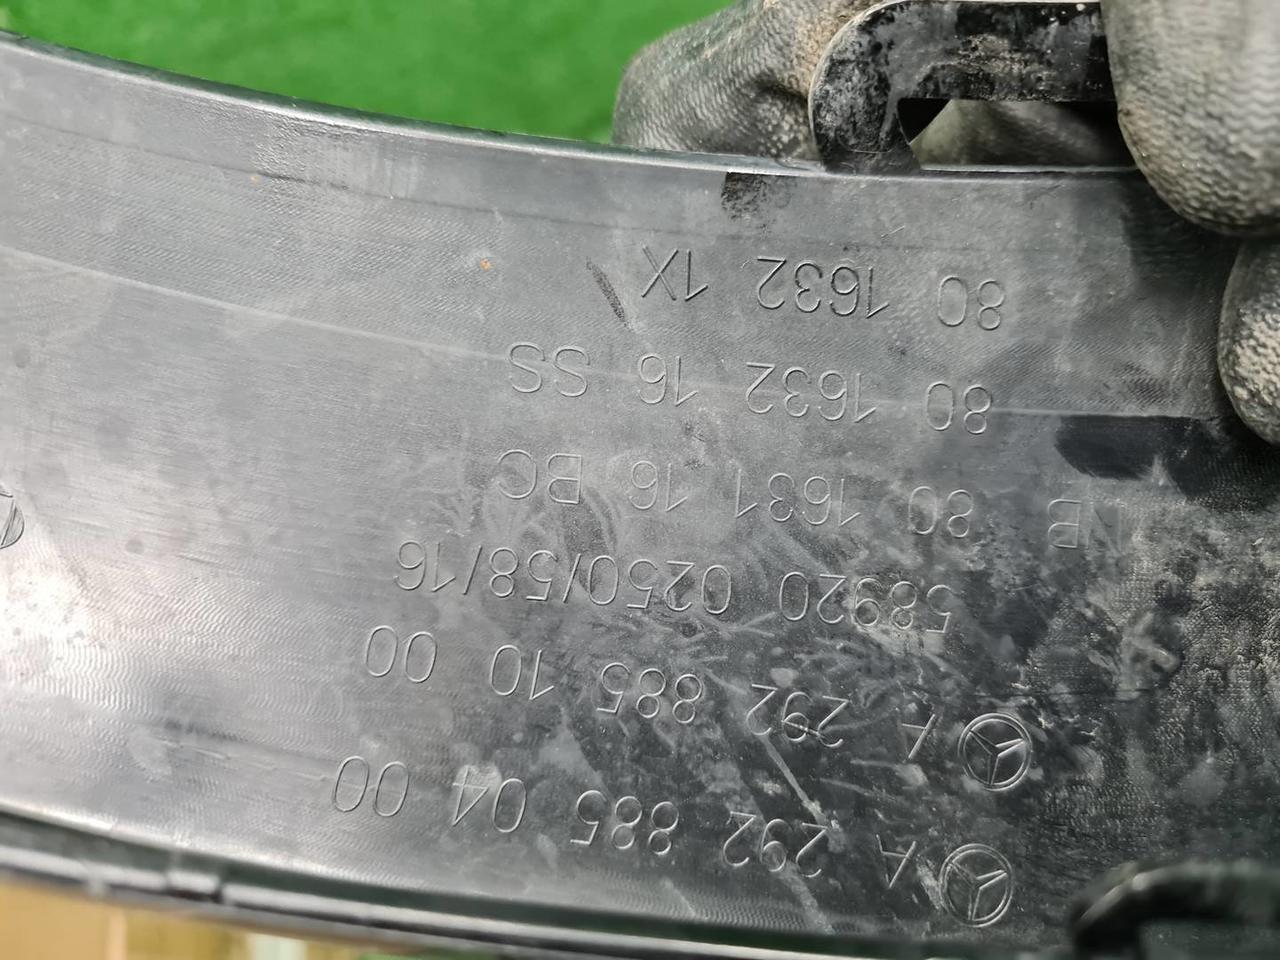 A 292 885 04 00
A 292 885 10 00
58920 0250/58/16
NB 80 1631 16 BC
80 1632 16 SS
80 1632 1X